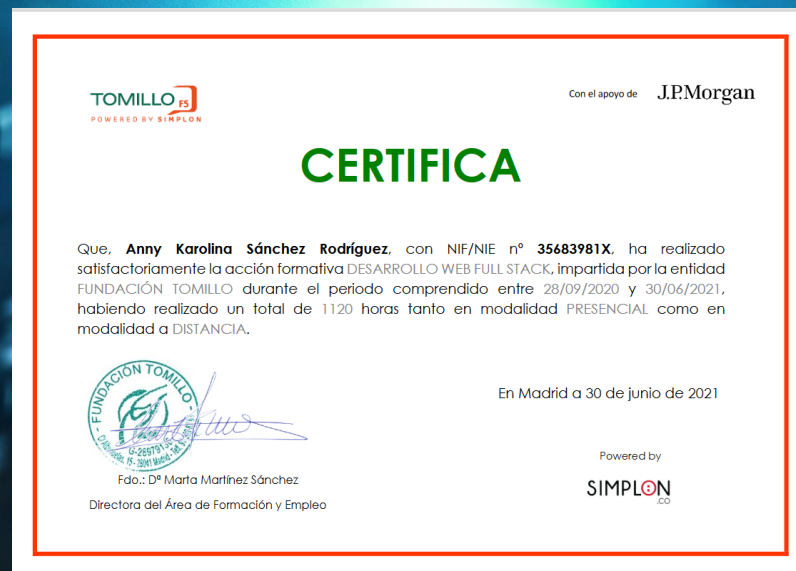 TOMILLO F5
POWERED BY SIMPLON
Con el apoyo de J.P.Morgan
CERTIFICA
Que, Anny Karolina Sánchez Rodríguez, con NIF/NIE nº 35683981X, ha realizado
satisfactoriamente la acción formativa DESARROLLO WEB FULL STACK, impartida por la entidad
FUNDACIÓN TOMILLO durante el periodo comprendido entre 28/09/2020 y 30/06/2021,
habiendo realizado un total de 1120 horas tanto en modalidad PRESENCIAL como en
modalidad a DISTANCIA.
FUNDACIÓN TOMILLO
En Madrid a 30 de junio de 2021
Fdo.: Dª Marta Martínez Sánchez
Directora del Área de Formación y Empleo
Powered by
SIMPLON
.CO